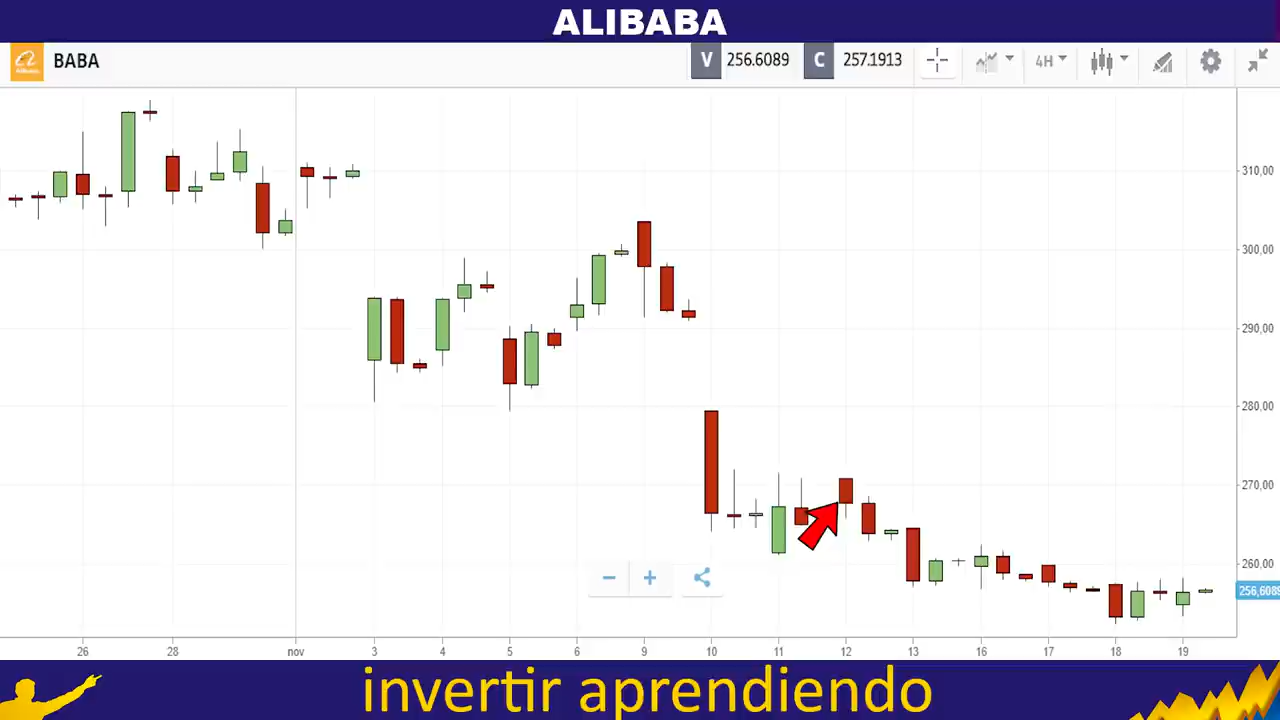 ALIBABA
BABA
V 256.6089 C 257.1913 4H
310,00
300,00
290,00
280,00
270,00
260,00
256,6089
26 28 nov 3 4 5 6 9 10 11 12 13 16 17 18 19
invertir aprendiendo